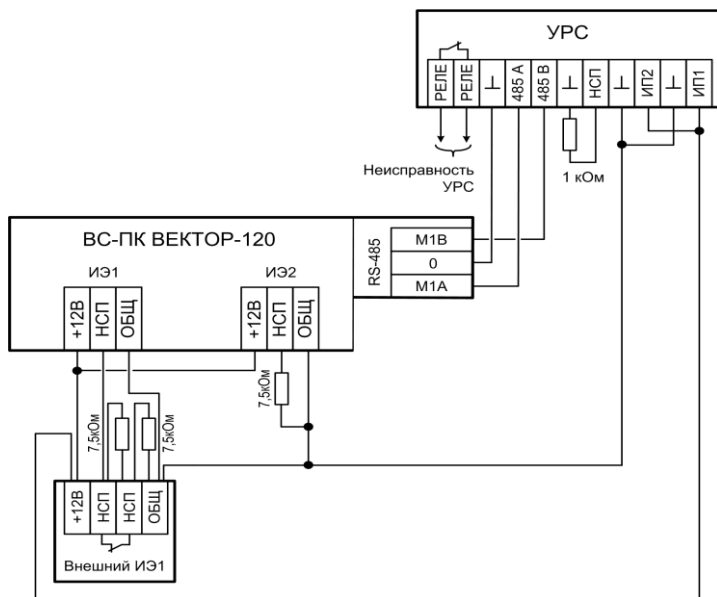 УРС
РЕЛЕ
РЕЛЕ
⊥
485 А
485 В
⊥
НСП
⊥
ИП2
⊥
ИП1
Неисправность
УРС
1 кОм
ВС-ПК ВЕКТОР-120
ИЭ1
ИЭ2
+12В
НСП
ОБЩ
+12В
НСП
ОБЩ
RS-485
М1В
0
М1А
7,5кОм
7,5кОм
7,5кОм
+12В
НСП
НСП
ОБЩ
Внешний ИЭ1